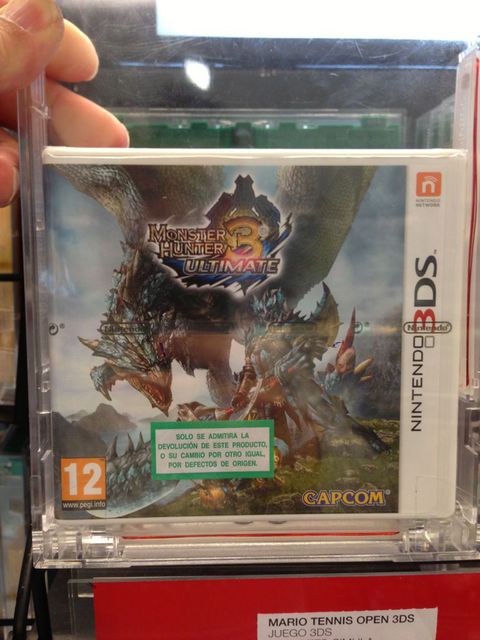 NINTENDO
NETWORK
MONSTER
HUNTER 3
ULTIMATE
NINTENDO 3DS
Nintendo
SOLO SE ADMITIRA LA
DEVOLUCIÓN DE ESTE PRODUCTO,
O SU CAMBIO POR OTRO IGUAL,
POR DEFECTOS DE ORIGEN.
12
www.pegi.info
CAPCOM
MARIO TENNIS OPEN 3DS
JUEGO 3DS